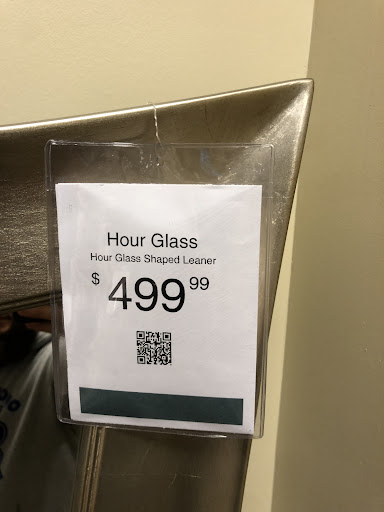 Hour Glass
Hour Glass Shaped Leaner
$ 499 99